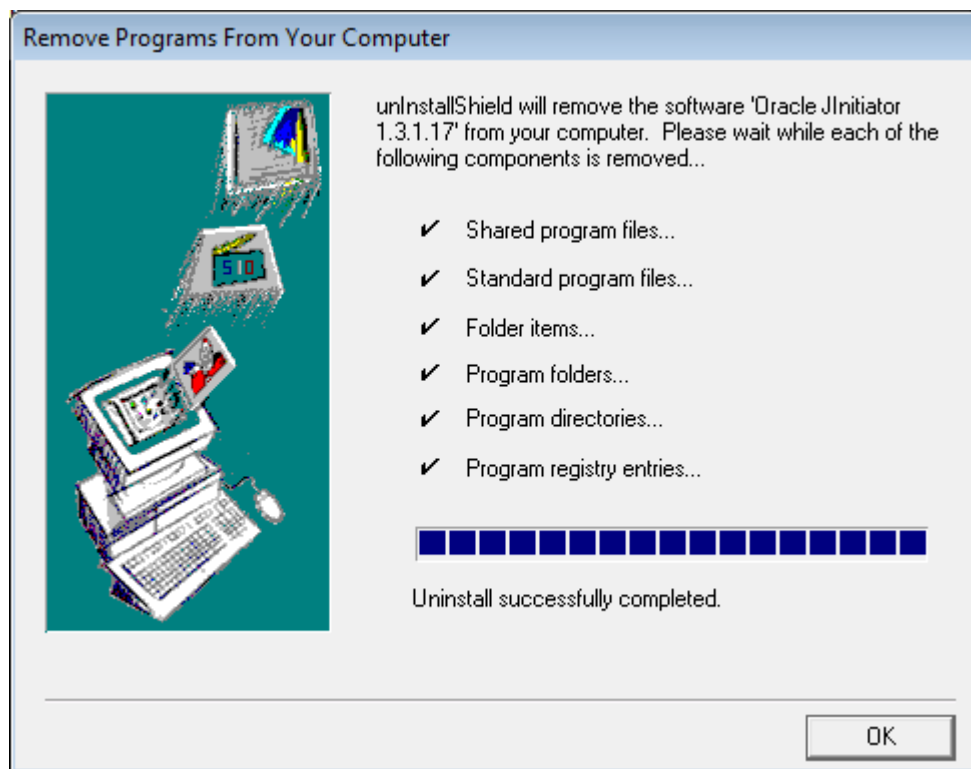 Remove Programs From Your Computer
unInstallShield will remove the software 'Oracle JInitiator
1.3.1.17' from your computer.  Please wait while each of the
following components is removed...
Shared program files...
Standard program files...
Folder items...
Program folders...
Program directories...
Program registry entries...
Uninstall successfully completed.
OK